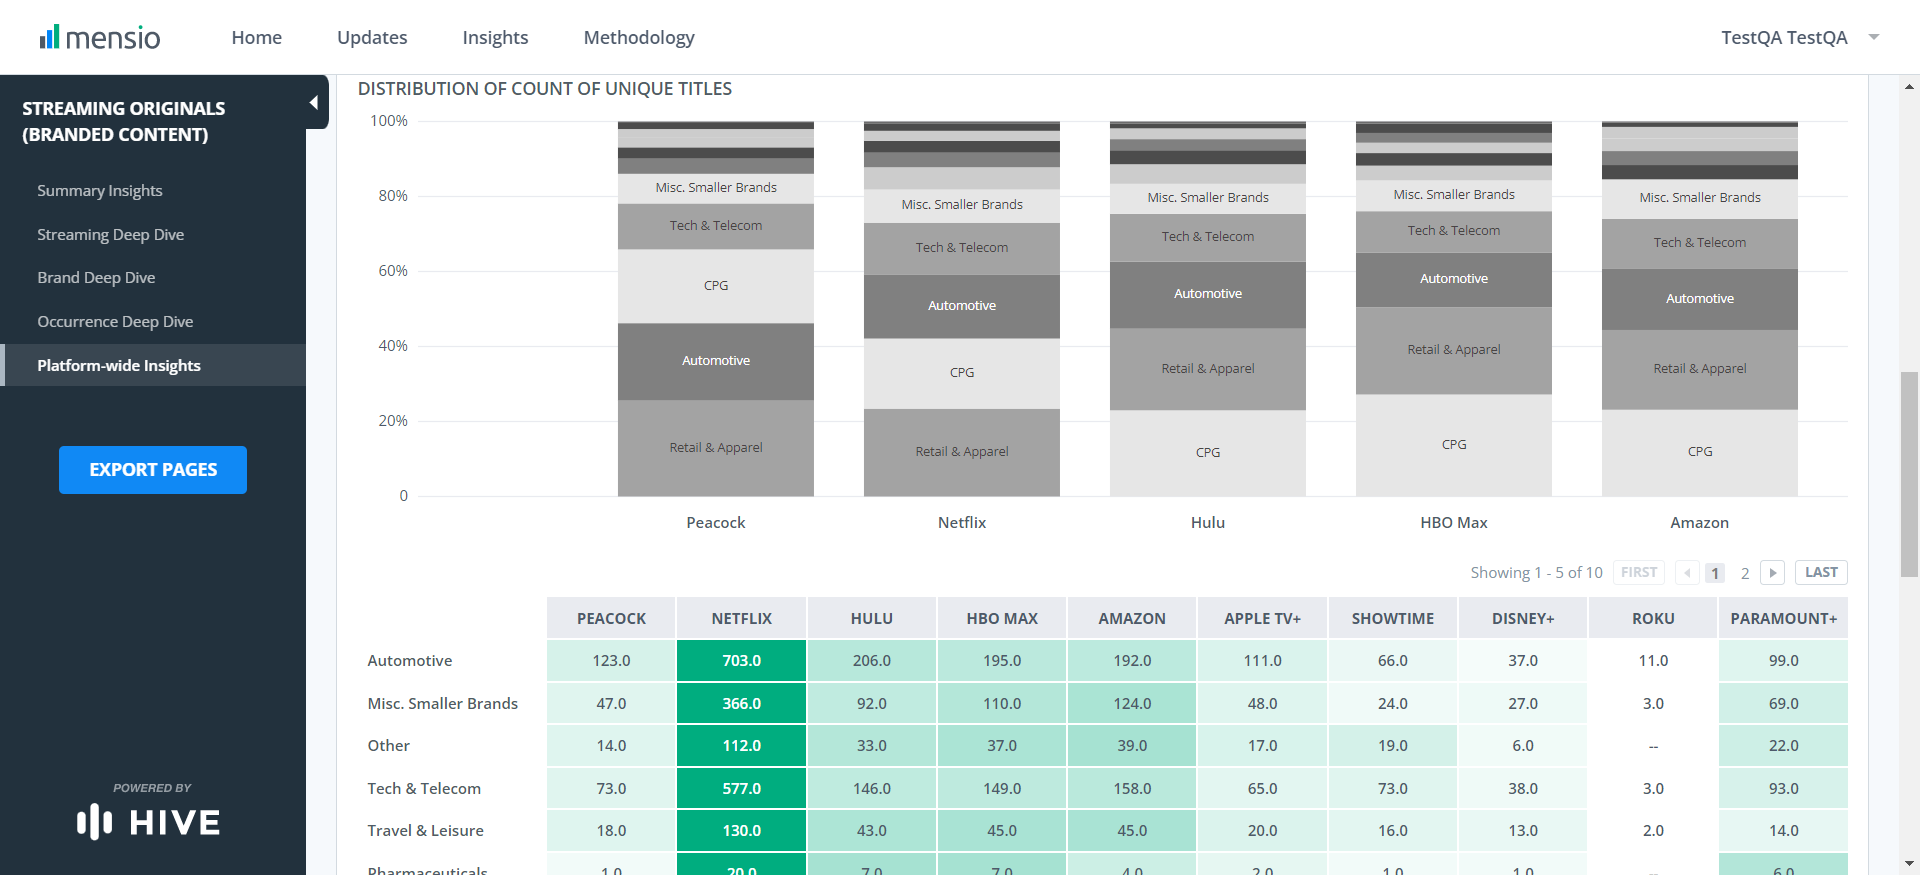 mensio
Home Updates Insights Methodology
TestQA TestQA
STREAMING ORIGINALS
(BRANDED CONTENT)
Summary Insights
Streaming Deep Dive
Brand Deep Dive
Occurrence Deep Dive
Platform-wide Insights
EXPORT PAGES
POWERED BY
HIVE
DISTRIBUTION OF COUNT OF UNIQUE TITLES
100%
80%
60%
40%
20%
0
Misc. Smaller Brands
Tech & Telecom
CPG
Automotive
Retail & Apparel
Peacock
Misc. Smaller Brands
Tech & Telecom
Automotive
CPG
Retail & Apparel
Netflix
Misc. Smaller Brands
Tech & Telecom
Automotive
Retail & Apparel
CPG
Hulu
Misc. Smaller Brands
Tech & Telecom
Automotive
Retail & Apparel
CPG
HBO Max
Misc. Smaller Brands
Tech & Telecom
Automotive
Retail & Apparel
CPG
Amazon
Showing 1 - 5 of 10 FIRST 1 2 LAST
PEACOCK NETFLIX HULU HBO MAX AMAZON APPLE TV+ SHOWTIME DISNEY+ ROKU PARAMOUNT+
Automotive 123.0 703.0 206.0 195.0 192.0 111.0 66.0 37.0 11.0 99.0
Misc. Smaller Brands 47.0 366.0 92.0 110.0 124.0 48.0 24.0 27.0 3.0 69.0
Other 14.0 112.0 33.0 37.0 39.0 17.0 19.0 6.0 -- 22.0
Tech & Telecom 73.0 577.0 146.0 149.0 158.0 65.0 73.0 38.0 3.0 93.0
Travel & Leisure 18.0 130.0 43.0 45.0 45.0 20.0 16.0 13.0 2.0 14.0
Pharmaceuticals 1.0 20.0 7.0 7.0 4.0 2.0 1.0 1.0 -- 6.0